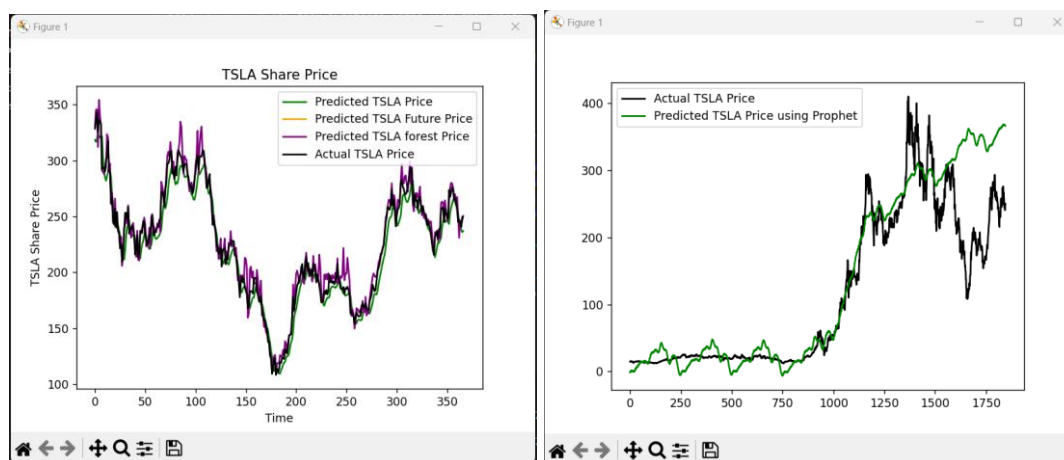 Figure 1
TSLA Share Price
Predicted TSLA Price
Predicted TSLA Future Price
Predicted TSLA forest Price
Actual TSLA Price
TSLA Share Price
350
300
250
200
150
100
0 50 100 150 200 250 300 350
Time
Figure 1
Actual TSLA Price
Predicted TSLA Price using Prophet
400
300
200
100
0
0 250 500 750 1000 1250 1500 1750